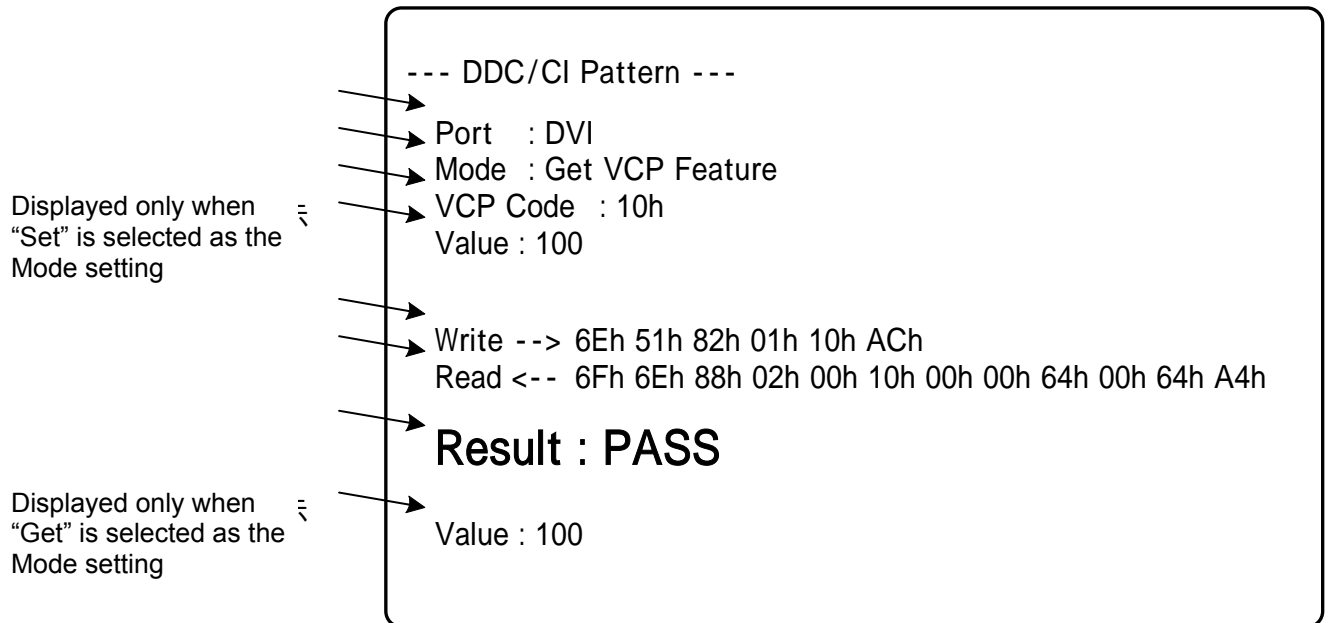 --- DDC/CI Pattern ---
Port : DVI
Mode : Get VCP Feature
VCP Code : 10h
Value : 100
Displayed only when
“Set” is selected as the
Mode setting
Write --> 6Eh 51h 82h 01h 10h ACh
Read <-- 6Fh 6Eh 88h 02h 00h 10h 00h 00h 64h 00h 64h A4h
Result : PASS
Displayed only when
“Get” is selected as the
Mode setting
Value : 100